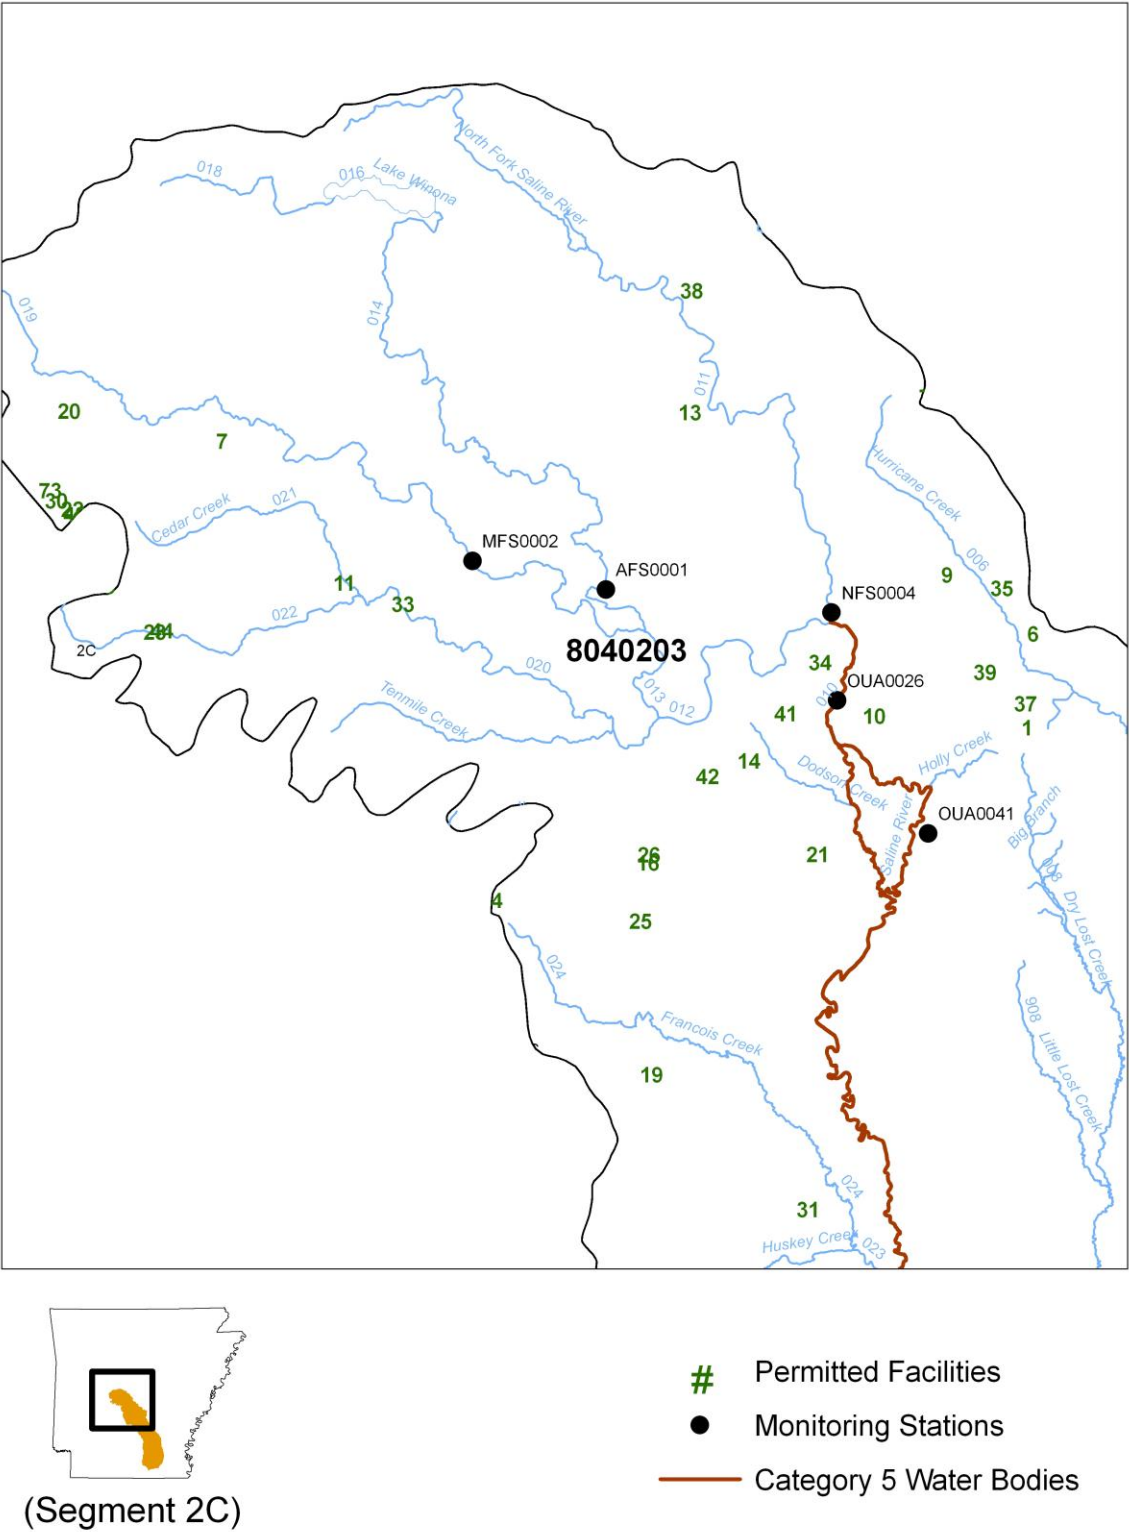 North Fork Saline River
018
016
Lake Winona
019
014
38
011
20
13
7
Hurricane Creek
73
30
Cedar Creek
021
MFS0002
006
AFS0001
9
35
11
NFS0004
33
022
6
2C
8040203
34
020
39
OUA0026
013
012
010
Tenmile Creek
41
10
37
1
Holly Creek
14
42
Dodson Creek
OUA0041
Saline River
Big Branch
26
21
908
4
Dry Lost Creek
25
024
908
Francois Creek
Little Lost Creek
19
024
31
Huskey Creek
023
# Permitted Facilities
Monitoring Stations
Category 5 Water Bodies
(Segment 2C)